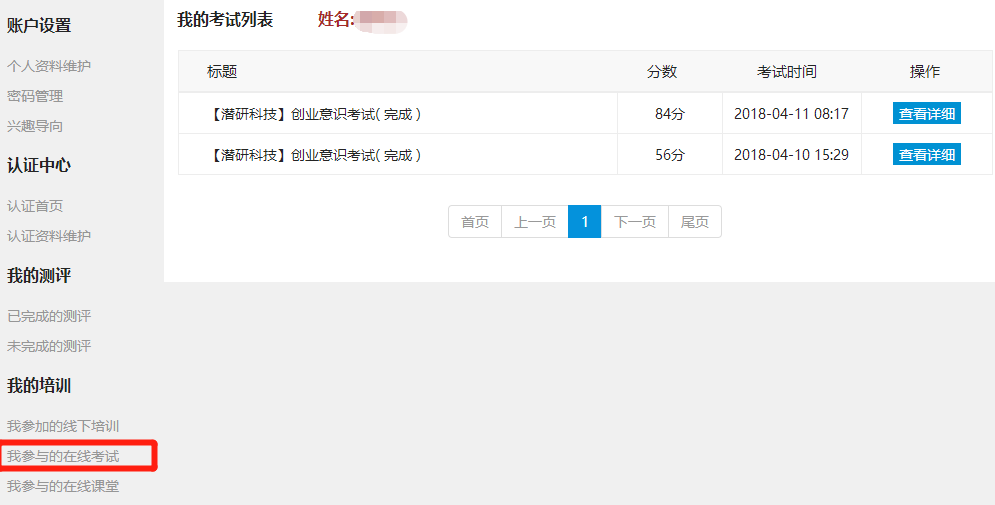 账户设置
个人资料维护
密码管理
兴趣导向
认证中心
认证首页
认证资料维护
我的测评
已完成的测评
未完成的测评
我的培训
我参加的线下培训
我参与的在线考试
我参与的在线课堂
我的考试列表 姓名:
标题 分数 考试时间 操作
【潜研科技】创业意识考试( 完成 ) 84分 2018-04-11 08:17 查看详细
【潜研科技】创业意识考试( 完成 ) 56分 2018-04-10 15:29 查看详细
首页 上一页 1 下一页 尾页